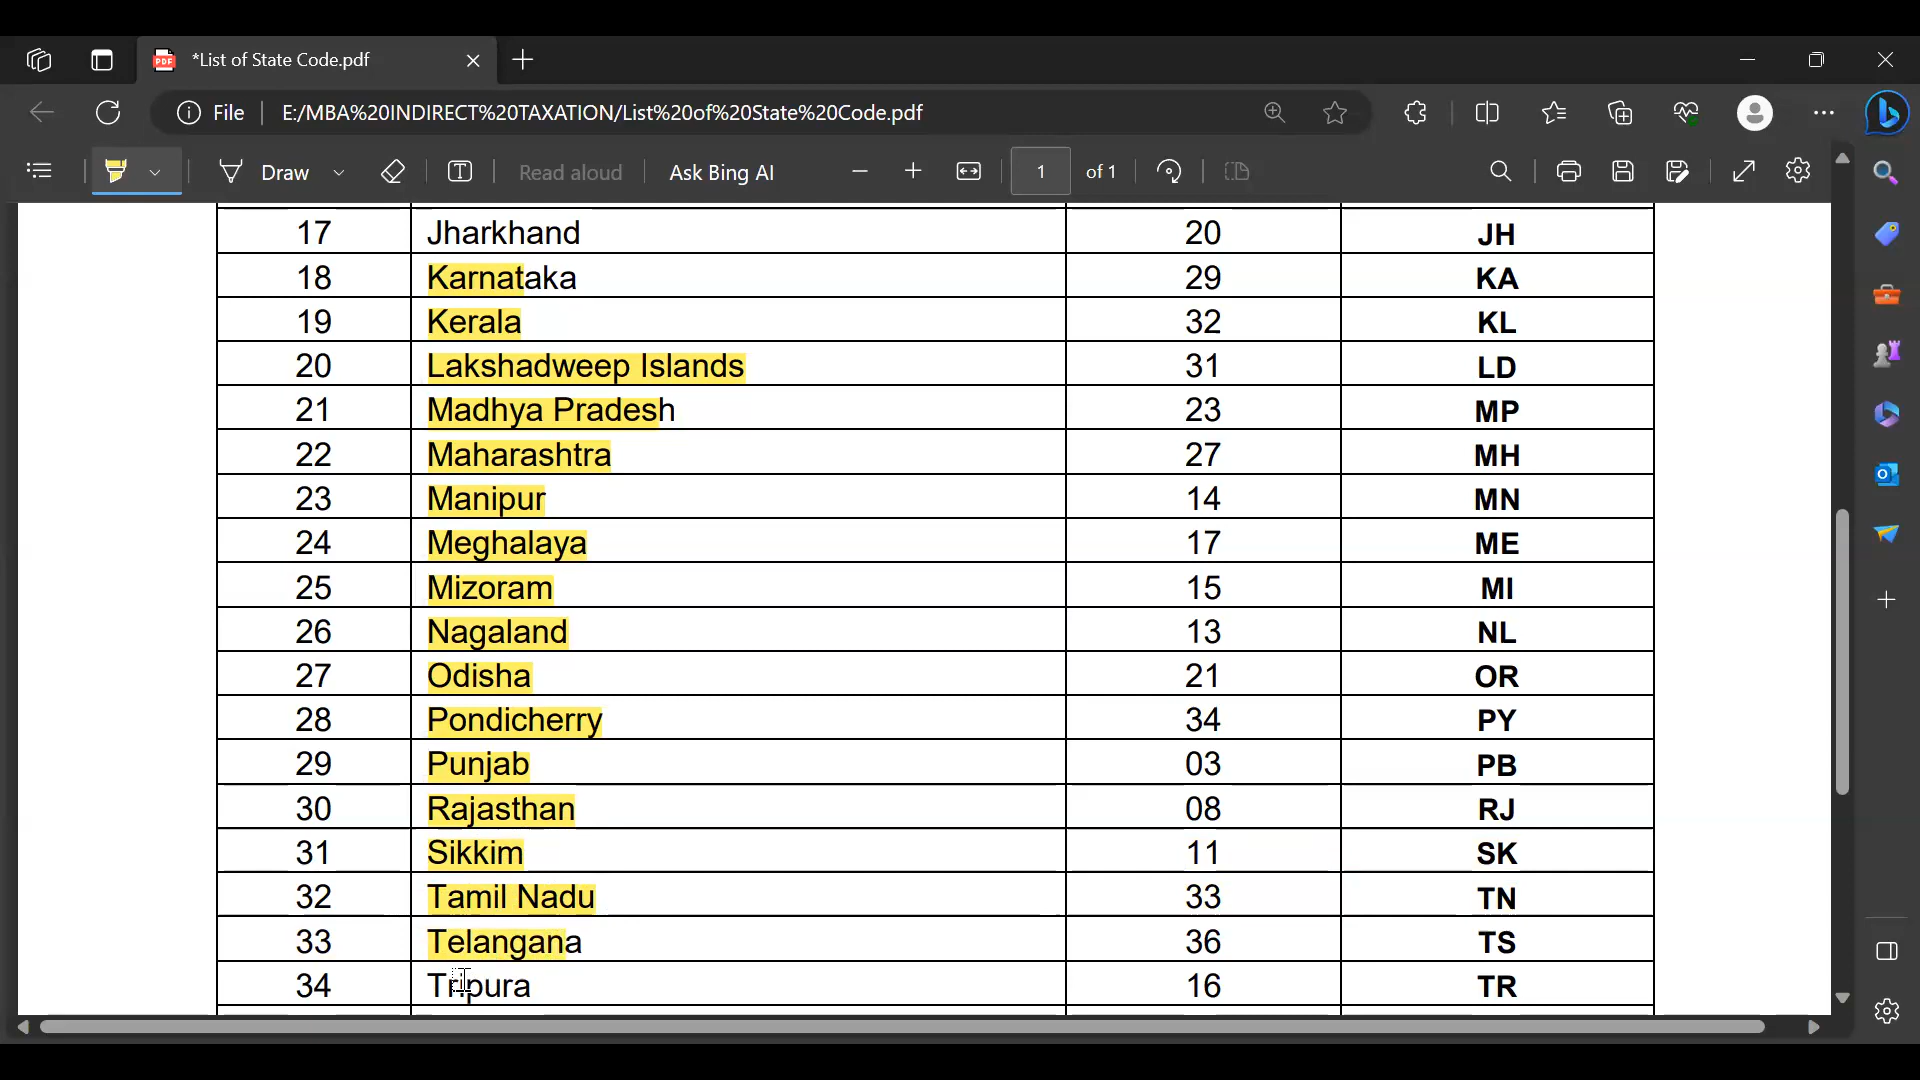 *List of State Code.pdf
File E:/MBA%20INDIRECT%20TAXATION/List%20of%20State%20Code.pdf
Draw Read aloud Ask Bing AI 1 of 1
17 Jharkhand 20 JH
18 Karnataka 29 KA
19 Kerala 32 KL
20 Lakshadweep Islands 31 LD
21 Madhya Pradesh 23 MP
22 Maharashtra 27 MH
23 Manipur 14 MN
24 Meghalaya 17 ME
25 Mizoram 15 MI
26 Nagaland 13 NL
27 Odisha 21 OR
28 Pondicherry 34 PY
29 Punjab 03 PB
30 Rajasthan 08 RJ
31 Sikkim 11 SK
32 Tamil Nadu 33 TN
33 Telangana 36 TS
34 Tripura 16 TR